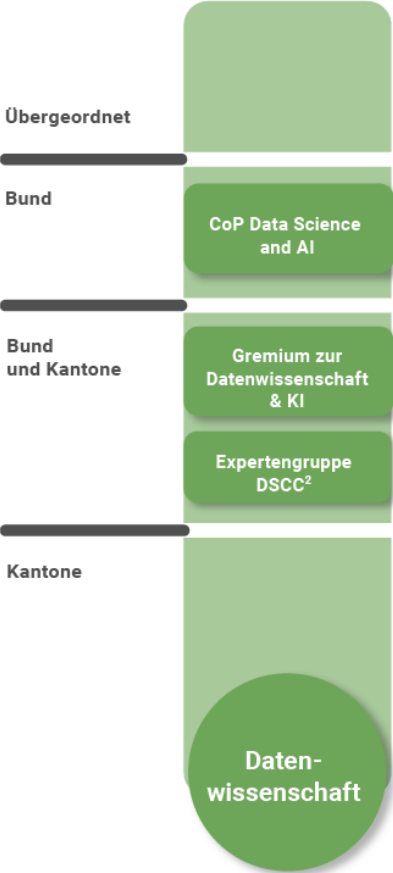 Übergeordnet
Bund
CoP Data Science
and AI
Bund
und Kantone
Gremium zur
Datenwissenschaft
& KI
Expertengruppe
DSCC²
Kantone
Daten-
wissenschaft